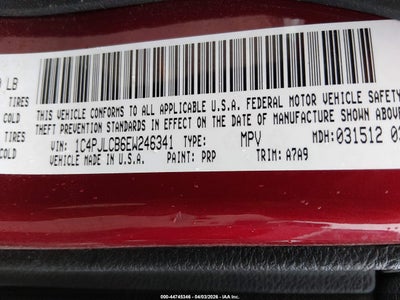 LB
TIRES
COLD
THIS VEHICLE CONFORMS TO ALL APPLICABLE U.S.A. FEDERAL MOTOR VEHICLE SAFETY
TIRES
THEFT PREVENTION STANDARDS IN EFFECT ON THE DATE OF MANUFACTURE SHOWN ABOVE
COLD
VIN: 1C4PJLCB6EW246341 TYPE: MPV MDH: 031512
VEHICLE MADE IN U.S.A. PAINT: PRP TRIM: A7A9
000-44745346 - 04/03/2026 - IAA Inc.